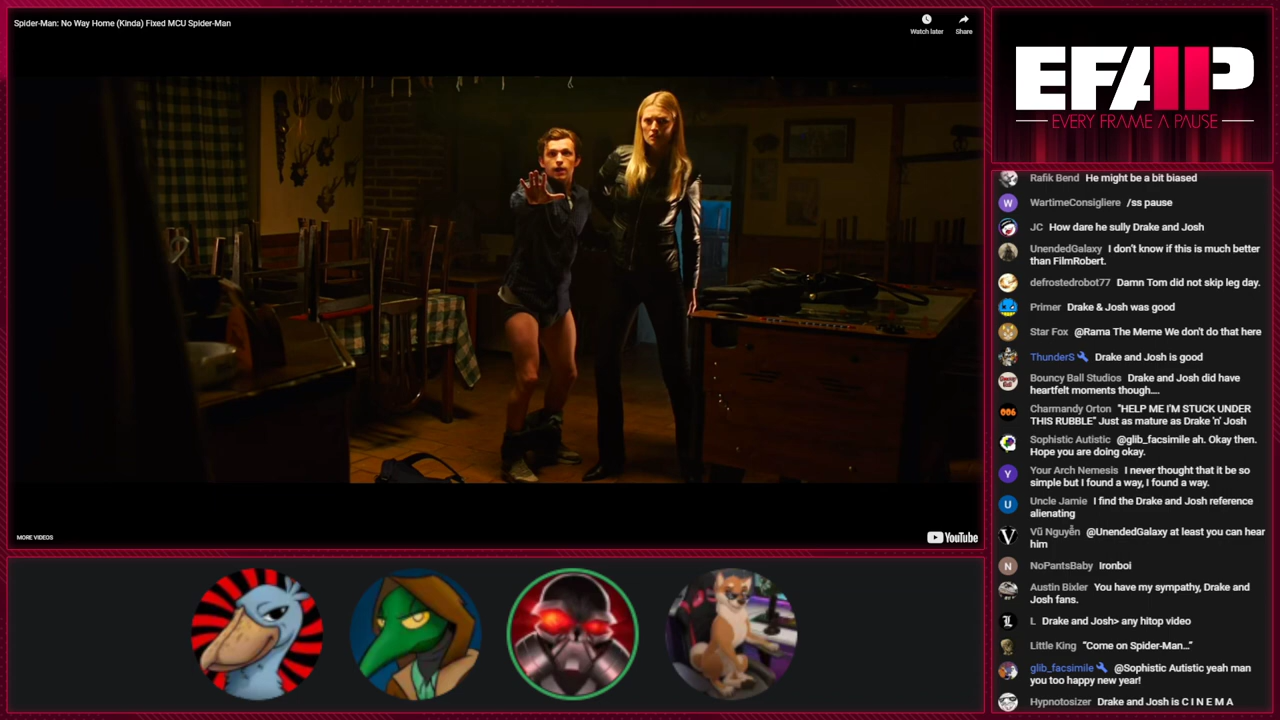 Spider-Man: No Way Home (Kinda) Fixed MCU Spider-Man
Watch later
Share
MORE VIDEOS
YouTube
EFAP
EVERY FRAME A PAUSE
Rafik Bend He might be a bit biased
W
WartimeConsigliere /ss pause
JC How dare he sully Drake and Josh
UnendedGalaxy I don't know if this is much better
than FilmRobert.
defrostedrobot77 Damn Tom did not skip leg day.
Primer Drake & Josh was good
Star Fox @Rama The Meme We don't do that here
ThunderS Drake and Josh is good
Bouncy Ball Studios Drake and Josh did have
heartfelt moments though....
006
Charmandy Orton "HELP ME I'M STUCK UNDER
THIS RUBBLE" Just as mature as Drake 'n' Josh
Sophistic Autistic @glib_facsimile ah. Okay then.
Hope you are doing okay.
Y
Your Arch Nemesis I never thought that it be so
simple but I found a way, I found a way.
U
Uncle Jamie I find the Drake and Josh reference
alienating
V
Vũ Nguyễn @UnendedGalaxy at least you can hear
him
N
NoPantsBaby Ironboi
Austin Bixler You have my sympathy, Drake and
Josh fans.
L
L Drake and Josh> any hitop video
Little King “Come on Spider-Man...”
glib_facsimile @Sophistic Autistic yeah man
you too happy new year!
Hypnotosizer Drake and Josh is C I N E M A